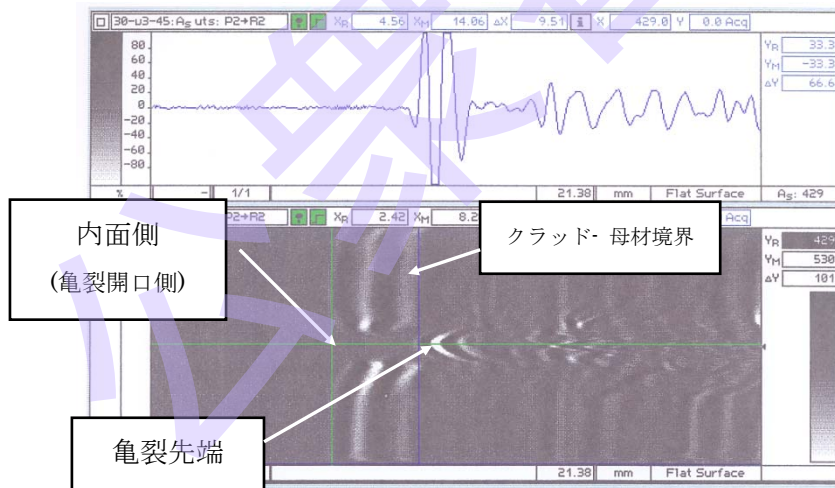 30-u3-45:As uts: P2→R2 XR 4.56 XM 14.06 ΔX 9.51 i X 429.0 Y 0.0 Acq
YR 33.3
YM -33.3
ΔY 66.6
80
60
40
20
0
-20
-40
-60
-80
% - 1/1 21.38 mm Flat Surface As: 429
P2→R2 XR 2.42 XM 8.2 Acq
YR 429
YM 530
ΔY 101
内面側
(亀裂開口側)
クラッド- 母材境界
亀裂先端
21.38 mm Flat Surface